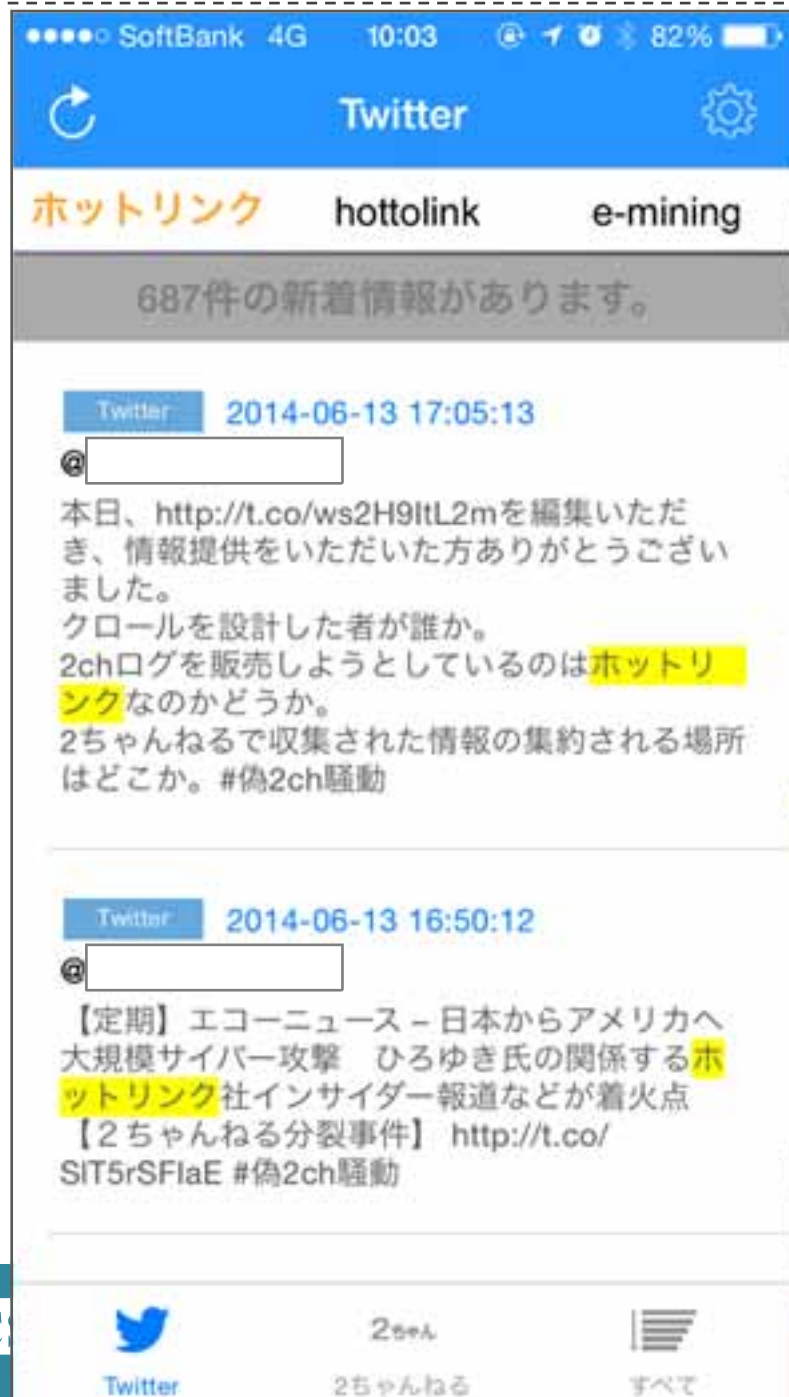 SoftBank 4G 10:03 82%
Twitter
ホットリンク hottolink e-mining
687件の新着情報があります。
Twitter 2014-06-13 17:05:13
@
本日、http://t.co/ws2H9ItL2mを編集いただ
き、情報提供をいただいた方ありがとうござい
ました。
クロールを設計した者が誰か。
2chログを販売しようとしているのはホットリ
ンクなのかどうか。
2ちゃんねるで収集された情報の集約される場所
はどこか。#偽2ch騒動
Twitter 2014-06-13 16:50:12
@
【定期】エコーニュース – 日本からアメリカへ
大規模サイバー攻撃　ひろゆき氏の関係するホ
ットリンク社インサイダー報道などが着火点
【２ちゃんねる分裂事件】 http://t.co/
SlT5rSFlaE #偽2ch騒動
2ちゃん
Twitter 2ちゃんねる すべて